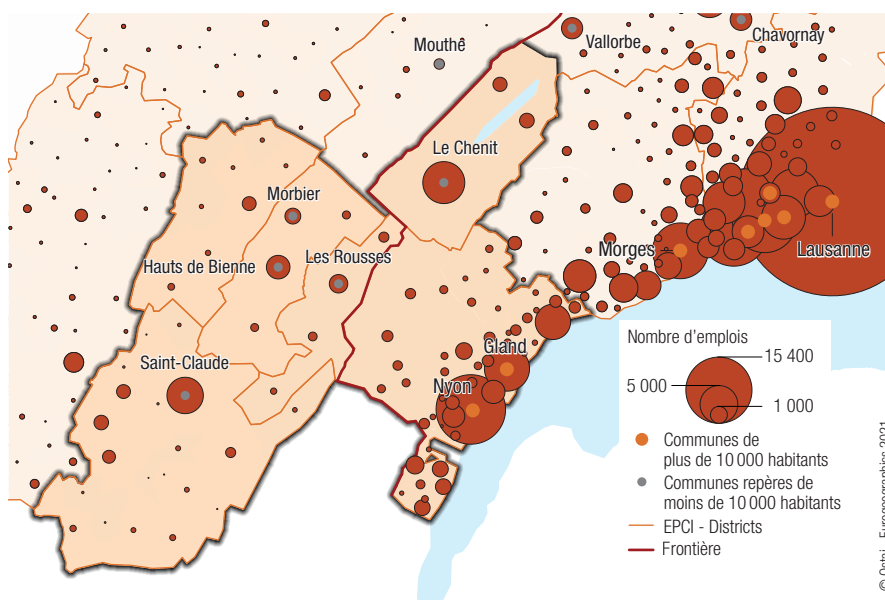 Mouthe
Vallorbe
Chavornay
Le Chenit
Morbier
Hauts de Bienne
Les Rousses
Morges
Lausanne
Saint-Claude
Gland
Nyon
Nombre d'emplois
15 400
5 000
1 000
Communes de
plus de 10 000 habitants
Communes repères de
moins de 10 000 habitants
EPCI - Districts
Frontière